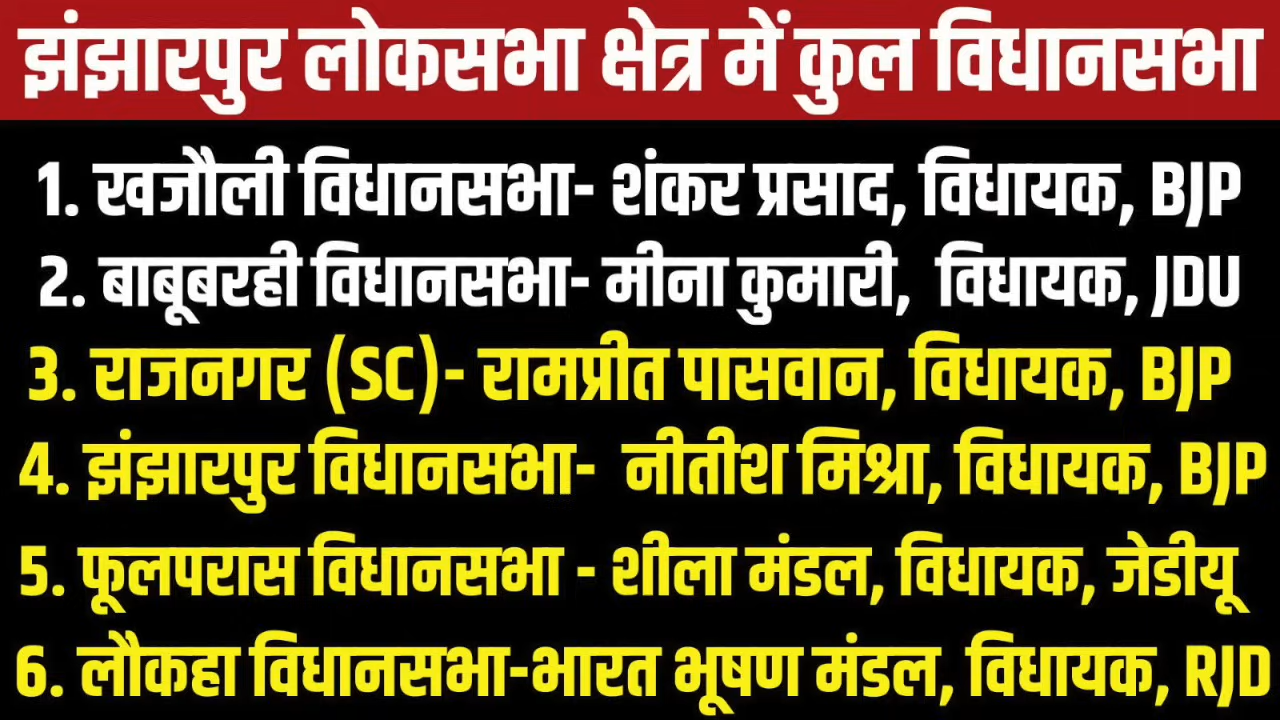 झंझारपुर लोकसभा क्षेत्र में कुल विधानसभा
1. खजौली विधानसभा- शंकर प्रसाद, विधायक, BJP
2. बाबूबरही विधानसभा- मीना कुमारी, विधायक, JDU
3. राजनगर (SC)- रामप्रीत पासवान, विधायक, BJP
4. झंझारपुर विधानसभा- नीतीश मिश्रा, विधायक, BJP
5. फूलपरास विधानसभा - शीला मंडल, विधायक, जेडीयू
6. लौकहा विधानसभा-भारत भूषण मंडल, विधायक, RJD